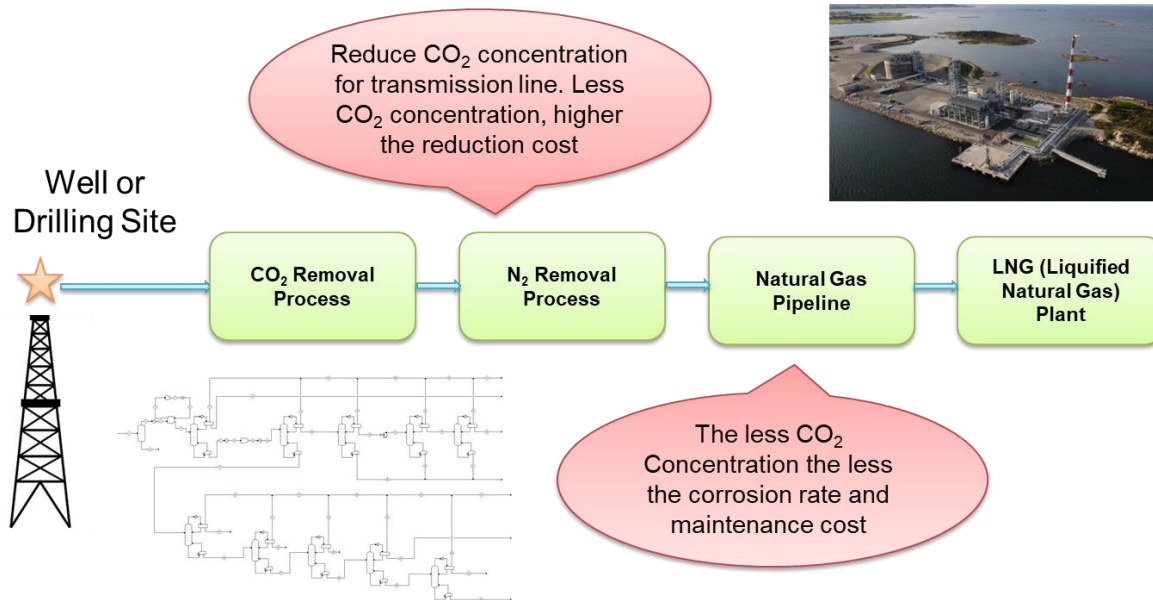 Reduce CO₂ concentration
for transmission line. Less
CO₂ concentration, higher
the reduction cost
Well or
Drilling Site
CO₂ Removal
Process
N₂ Removal
Process
Natural Gas
Pipeline
LNG (Liquified
Natural Gas)
Plant
The less CO₂
Concentration the less
the corrosion rate and
maintenance cost